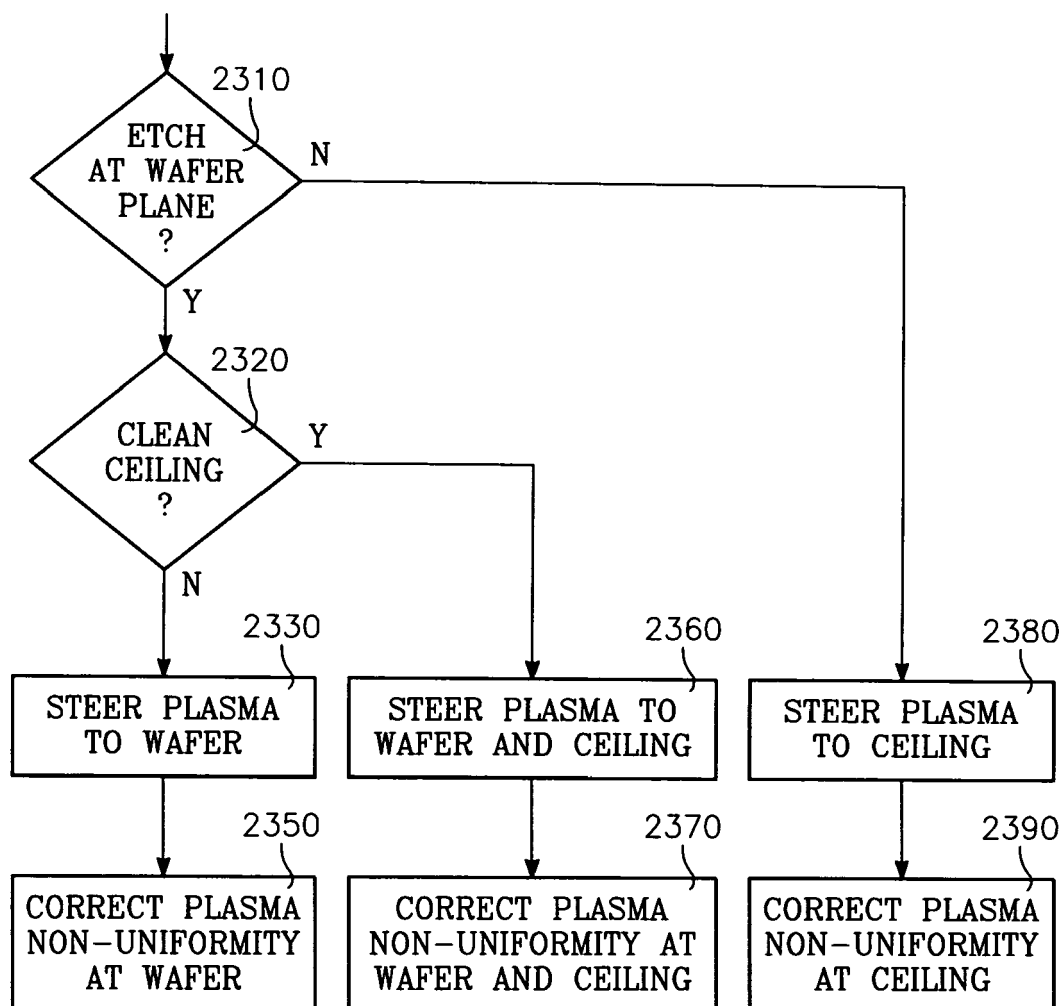 2310
ETCH
AT WAFER
PLANE
?
N
Y
2320
CLEAN
CEILING
?
Y
N
2330
STEER PLASMA
TO WAFER
2360
STEER PLASMA TO
WAFER AND CEILING
2380
STEER PLASMA
TO CEILING
2350
CORRECT PLASMA
NON-UNIFORMITY
AT WAFER
2370
CORRECT PLASMA
NON-UNIFORMITY AT
WAFER AND CEILING
2390
CORRECT PLASMA
NON-UNIFORMITY
AT CEILING